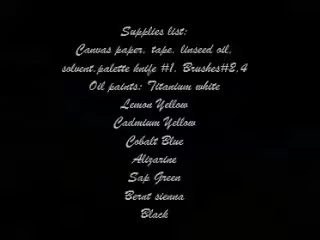 Supplies list:
Canvas paper, tape, linseed oil,
solvent,palette knife #1, Brushes#2,4
Oil paints: Titanium white
Lemon Yellow
Cadmium Yellow
Cobalt Blue
Alizarine
Sap Green
Bernt sienna
Black